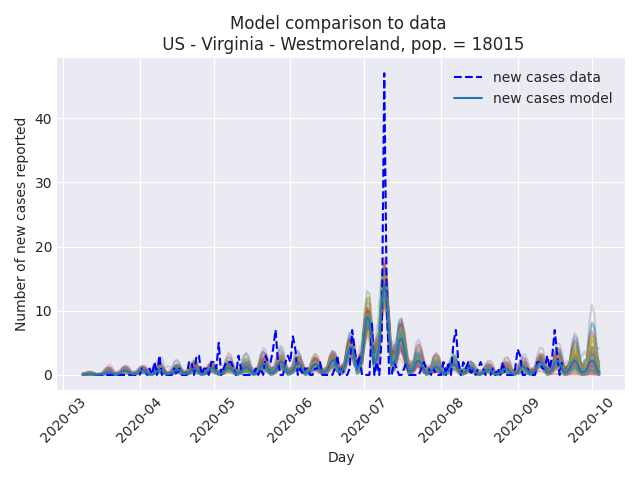 Model comparison to data
US - Virginia - Westmoreland, pop. = 18015
new cases data
new cases model
Number of new cases reported
40
30
20
10
0
2020-03
2020-04
2020-05
2020-06
2020-07
2020-08
2020-09
2020-10
Day